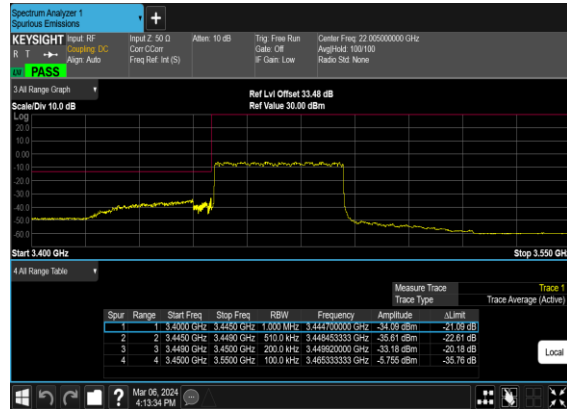 Spectrum Analyzer 1
Spurious Emissions
KEYSIGHT Input: RF Input Z: 50 Ω Atten: 10 dB Trig: Free Run Center Freq: 22.005000000 GHz
R T Coupling: DC Corr CCorr Gate: Off Avg|Hold: 100/100
Align: Auto Freq Ref: Int (S) IF Gain: Low Radio Std: None
LW PASS
3 All Range Graph
Ref Lvl Offset 33.48 dB
Scale/Div 10.0 dB Ref Value 30.00 dBm
Log
20.0
10.0
0.00
-10.0
-20.0
-30.0
-40.0
-50.0
-60.0
Start 3.400 GHz Stop 3.550 GH
4 All Range Table
Measure Trace Trace 1
Trace Type Trace Average (Active)
Spur Range Start Freq Stop Freq RBW Frequency Amplitude ΔLimit
1 1 3.4000 GHz 3.4450 GHz 1.000 MHz 3.444700000 GHz -34.09 dBm -21.09 dB
2 2 3.4450 GHz 3.4490 GHz 510.0 kHz 3.448453333 GHz -35.61 dBm -22.61 dB
3 3 3.4490 GHz 3.4500 GHz 200.0 kHz 3.449920000 GHz -33.18 dBm -20.18 dB
4 4 3.4500 GHz 3.5500 GHz 100.0 kHz 3.465333333 GHz -5.755 dBm -35.76 dB
Local
Mar 06, 2024
4:13:34 PM